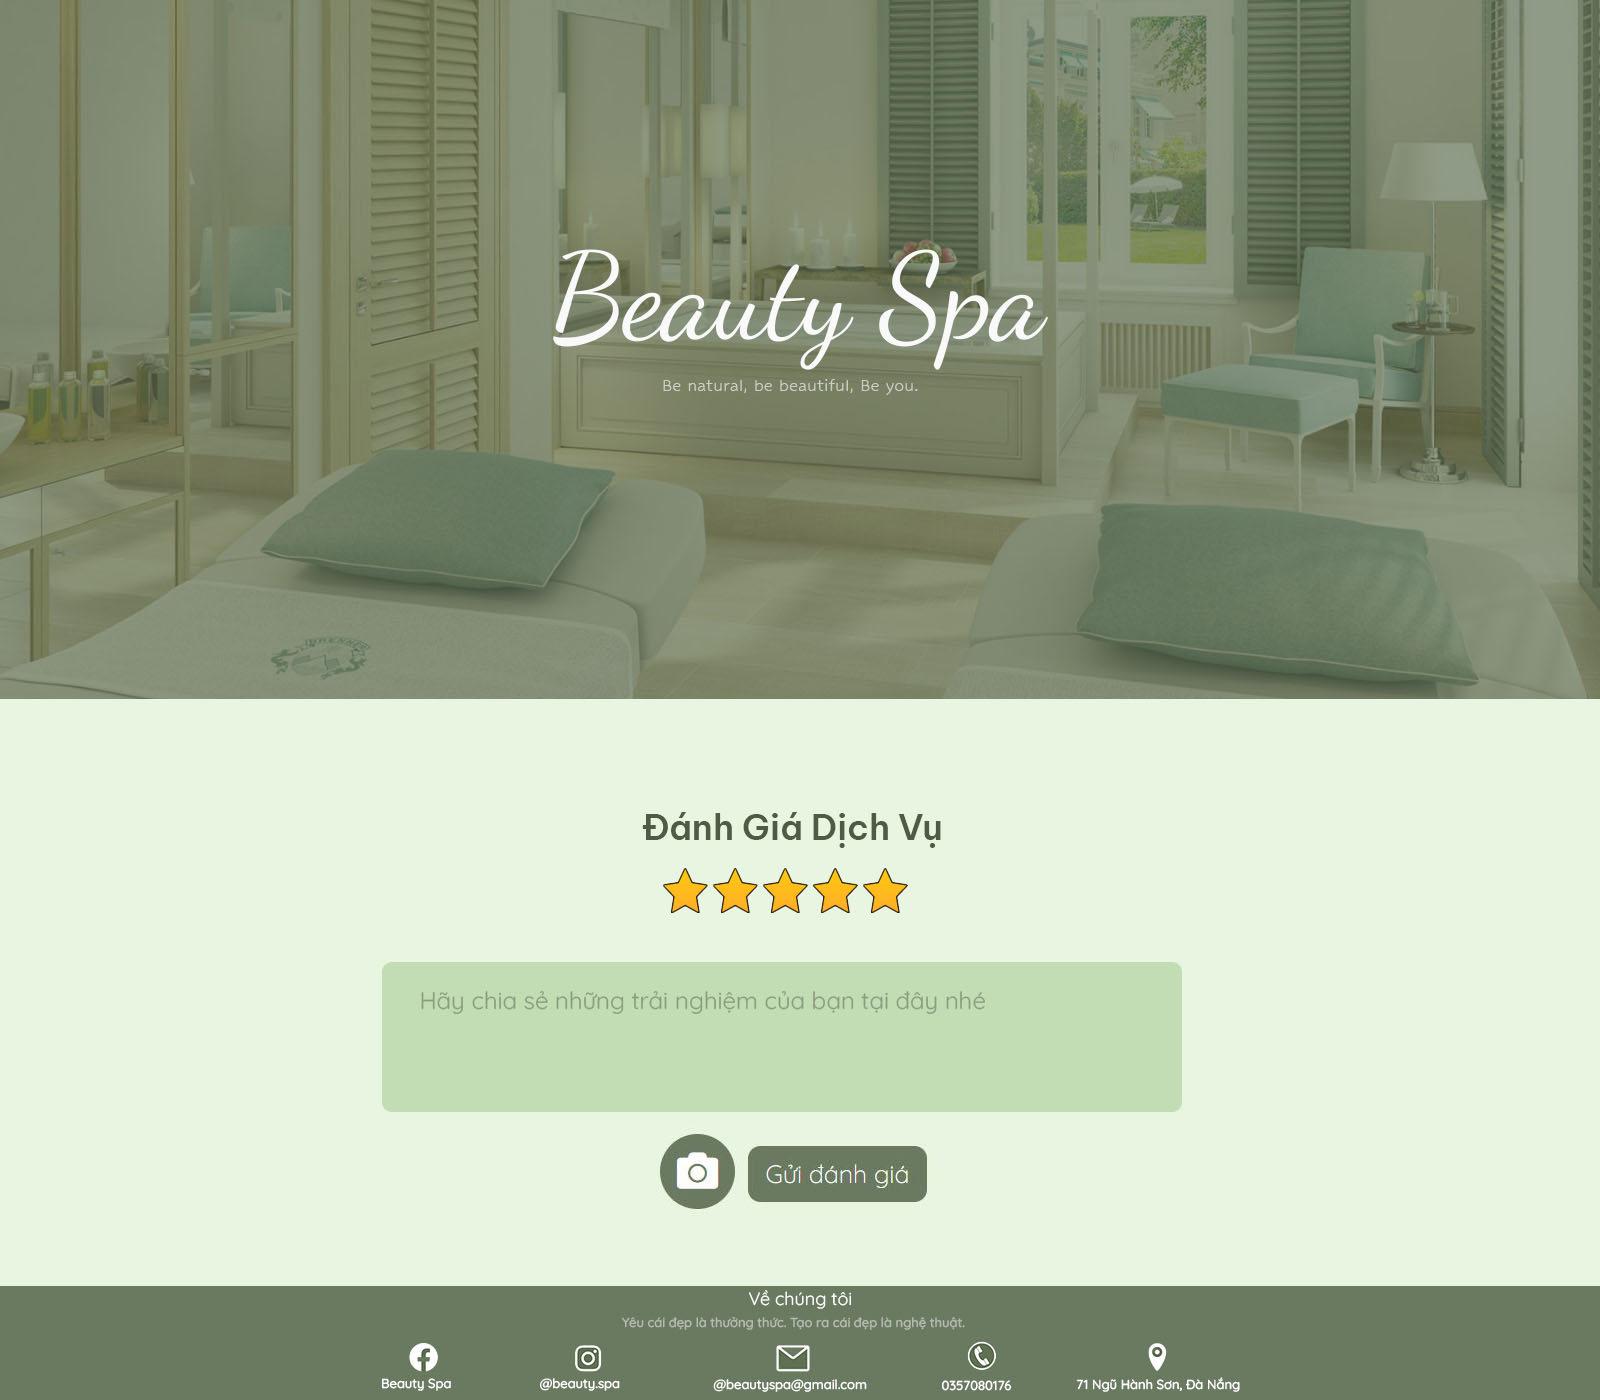 Beauty Spa
Be natural, be beautiful, Be you.
Đánh Giá Dịch Vụ
Hãy chia sẻ những trải nghiệm của bạn tại đây nhé
Gửi đánh giá
Về chúng tôi
Yêu cái đẹp là thưởng thức. Tạo ra cái đẹp là nghệ thuật.
Beauty Spa
@beauty.spa
@beautyspa@gmail.com
0357080176
71 Ngũ Hành Sơn, Đà Nẵng